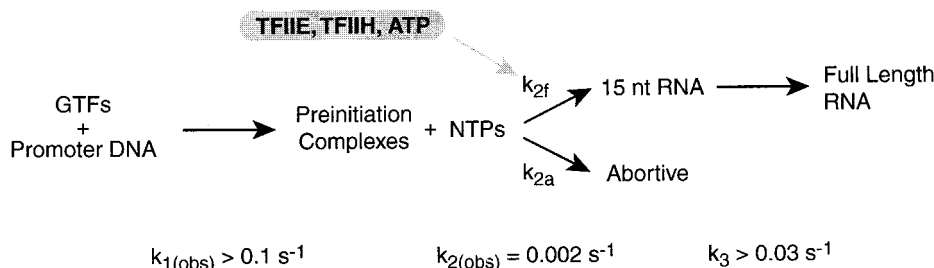 TFIIE, TFIIH, ATP
GTFs
+
Promoter DNA
Preinitiation
Complexes
+ NTPs
k2f
15 nt RNA
Full Length
RNA
k2a
Abortive
k1(obs) > 0.1 s-1
k2(obs) = 0.002 s-1
k3 > 0.03 s-1